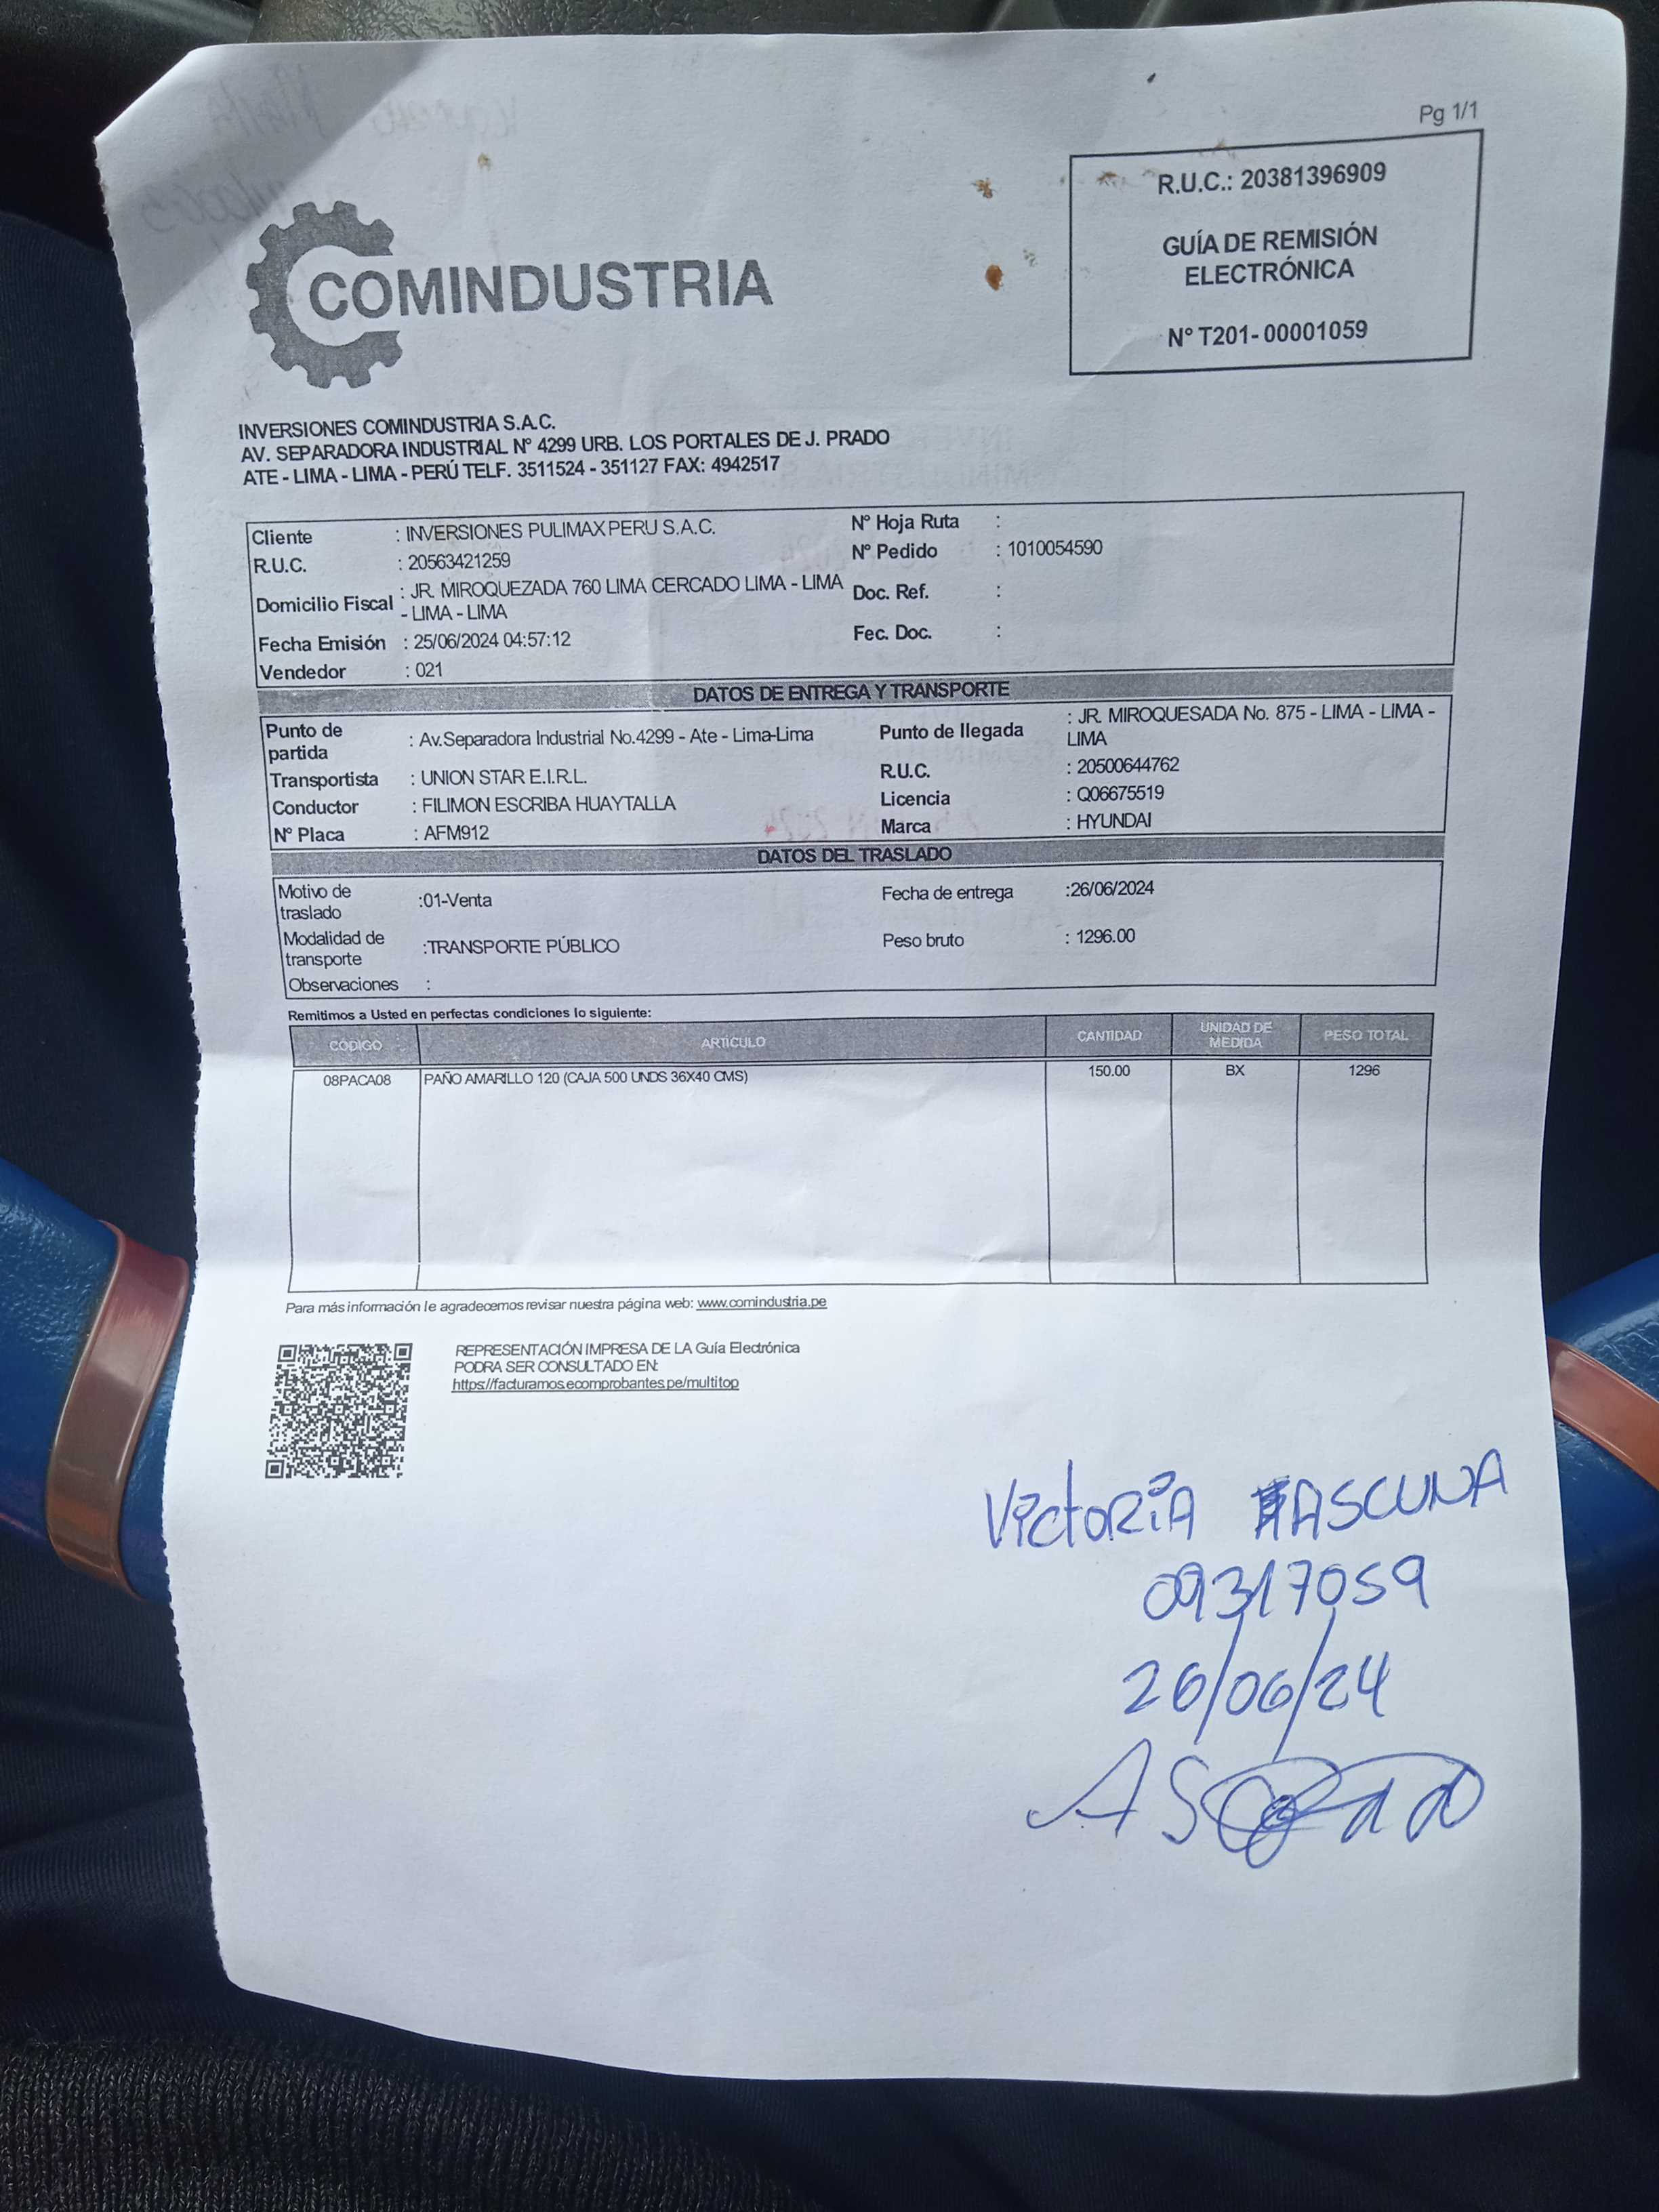 Pg 1/1
R.U.C.: 20381396909
GUÍA DE REMISIÓN
ELECTRÓNICA
N° T201-00001059
COMINDUSTRIA
INVERSIONES COMINDUSTRIA S.A.C.
AV. SEPARADORA INDUSTRIAL N° 4299 URB. LOS PORTALES DE J. PRADO
ATE - LIMA - LIMA - PERÚ TELF. 3511524 - 351127 FAX: 4942517
Cliente : INVERSIONES PULIMAX PERU S.A.C.
R.U.C. : 20563421259
Domicilio Fiscal : JR. MIROQUEZADA 760 LIMA CERCADO LIMA - LIMA
- LIMA - LIMA
Fecha Emisión : 25/06/2024 04:57:12
Vendedor : 021
N° Hoja Ruta :
N° Pedido : 1010054590
Doc. Ref. :
Fec. Doc. :
DATOS DE ENTREGA Y TRANSPORTE
Punto de
partida : Av.Separadora Industrial No.4299 - Ate - Lima-Lima
Transportista : UNION STAR E.I.R.L.
Conductor : FILIMON ESCRIBA HUAYTALLA
N° Placa : AFM912
Punto de llegada : JR. MIROQUESADA No. 875 - LIMA - LIMA -
LIMA
R.U.C. : 20500644762
Licencia : Q06675519
Marca : HYUNDAI
DATOS DEL TRASLADO
Motivo de
traslado :01-Venta
Modalidad de
transporte :TRANSPORTE PÚBLICO
Observaciones :
Fecha de entrega :26/06/2024
Peso bruto : 1296.00
Remitimos a Usted en perfectas condiciones lo siguiente:
CÓDIGO ARTÍCULO CANTIDAD UNIDAD DE MEDIDA PESO TOTAL
08PACA08 PAÑO AMARILLO 120 (CAJA 500 UNDS 36X40 CMS) 150.00 BX 1296
Para más información le agradecemos revisar nuestra página web: www.comindustria.pe
REPRESENTACIÓN IMPRESA DE LA Guía Electrónica
PODRA SER CONSULTADO EN:
https://facturamos.ecomprobantes.pe/multitop
VictoRiA ASCUNA
09317059
26/06/24